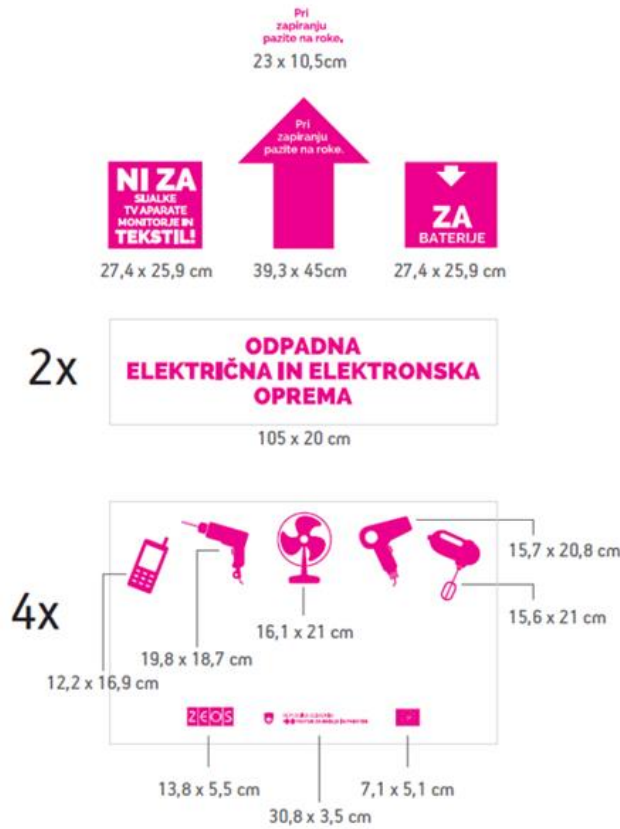 Pri
zapiranju
pazite na roke.
23 x 10,5cm
Pri
zapiranju
pazite na roke.
NI ZA
SIJALKE
TV APARATE
MONITORJE IN
TEKSTIL!
ZA
BATERIJE
27,4 x 25,9 cm
39,3 x 45cm
27,4 x 25,9 cm
2x
ODPADNA
ELEKTRIČNA IN ELEKTRONSKA
OPREMA
105 x 20 cm
4x
15,7 x 20,8 cm
15,6 x 21 cm
16,1 x 21 cm
19,8 x 18,7 cm
12,2 x 16,9 cm
ZEOS
13,8 x 5,5 cm
7,1 x 5,1 cm
30,8 x 3,5 cm